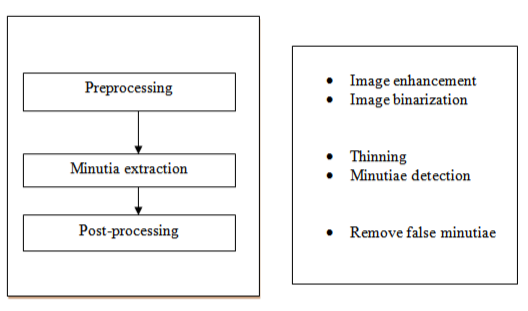 Preprocessing
Minutia extraction
Post-processing
• Image enhancement
• Image binarization
• Thinning
• Minutiae detection
• Remove false minutiae